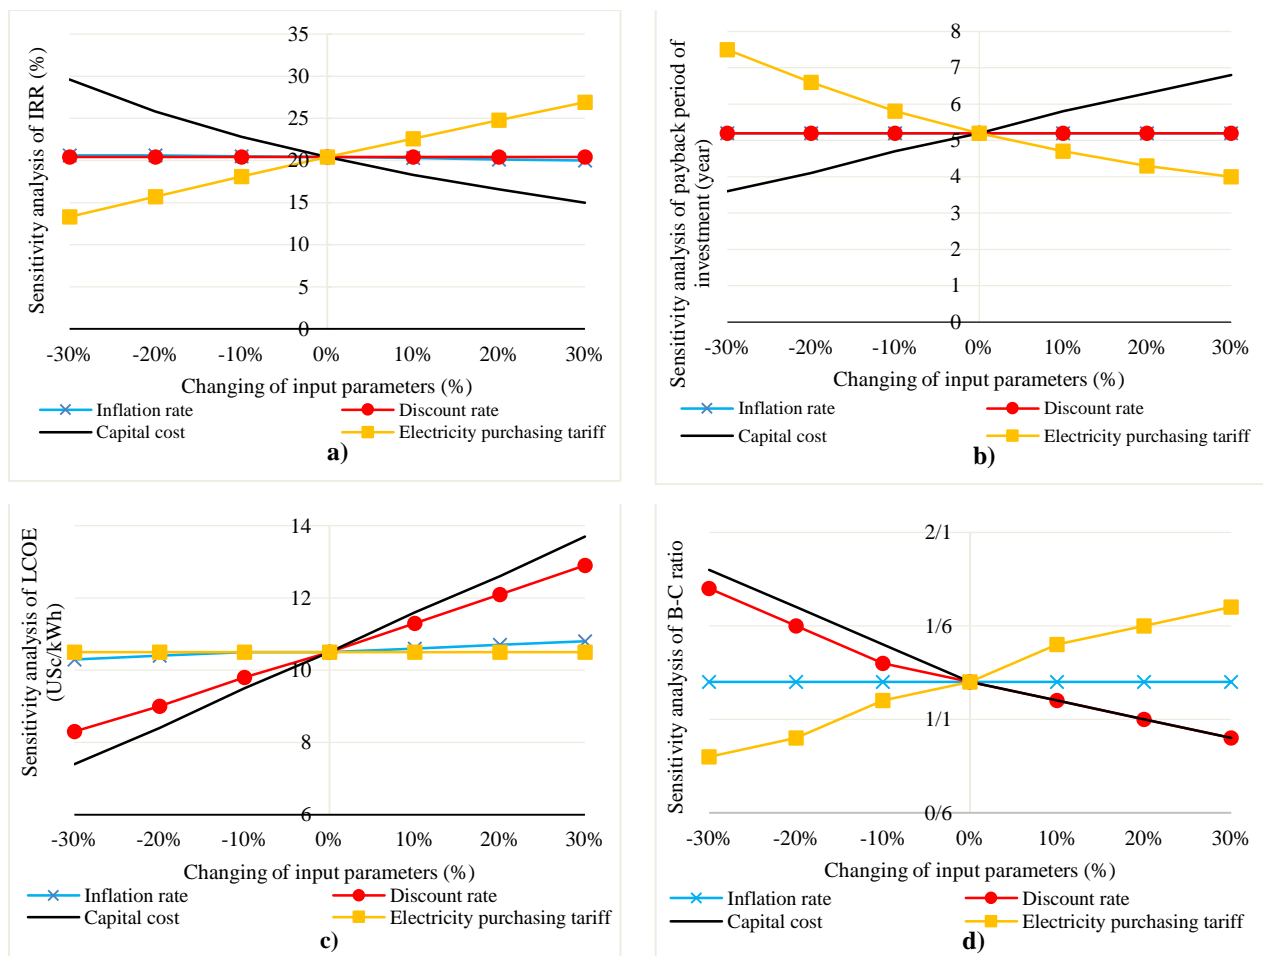 Sensitivity analysis of IRR (%)
35
30
25
20
15
10
5
0
-30% -20% -10% 0% 10% 20% 30%
Changing of input parameters (%)
Inflation rate Discount rate
Capital cost Electricity purchasing tariff
a)
Sensitivity analysis of payback period of
investment (year)
8
7
6
5
4
3
2
1
0
-30% -20% -10% 0% 10% 20% 30%
Changing of input parameters (%)
Inflation rate Discount rate
Capital cost Electricity purchasing tariff
b)
Sensitivity analysis of LCOE
(USc/kWh)
14
12
10
8
6
-30% -20% -10% 0% 10% 20% 30%
Changing of input parameters (%)
Inflation rate Discount rate
Capital cost Electricity purchasing tariff
c)
Sensitivity analysis of B-C ratio
2/1
1/6
1/1
0/6
-30% -20% -10% 0% 10% 20% 30%
Changing of input parameters (%)
Inflation rate Discount rate
Capital cost Electricity purchasing tariff
d)